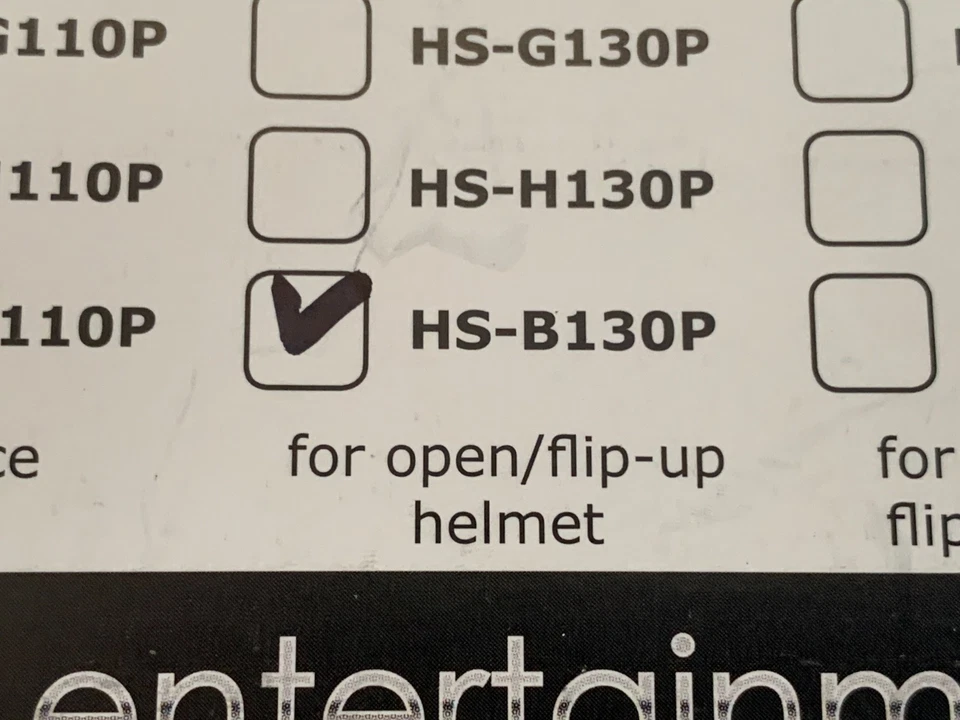 G110P HS-G130P
110P HS-H130P
110P HS-B130P
ce for open/flip-up for
helmet flip
entertainm